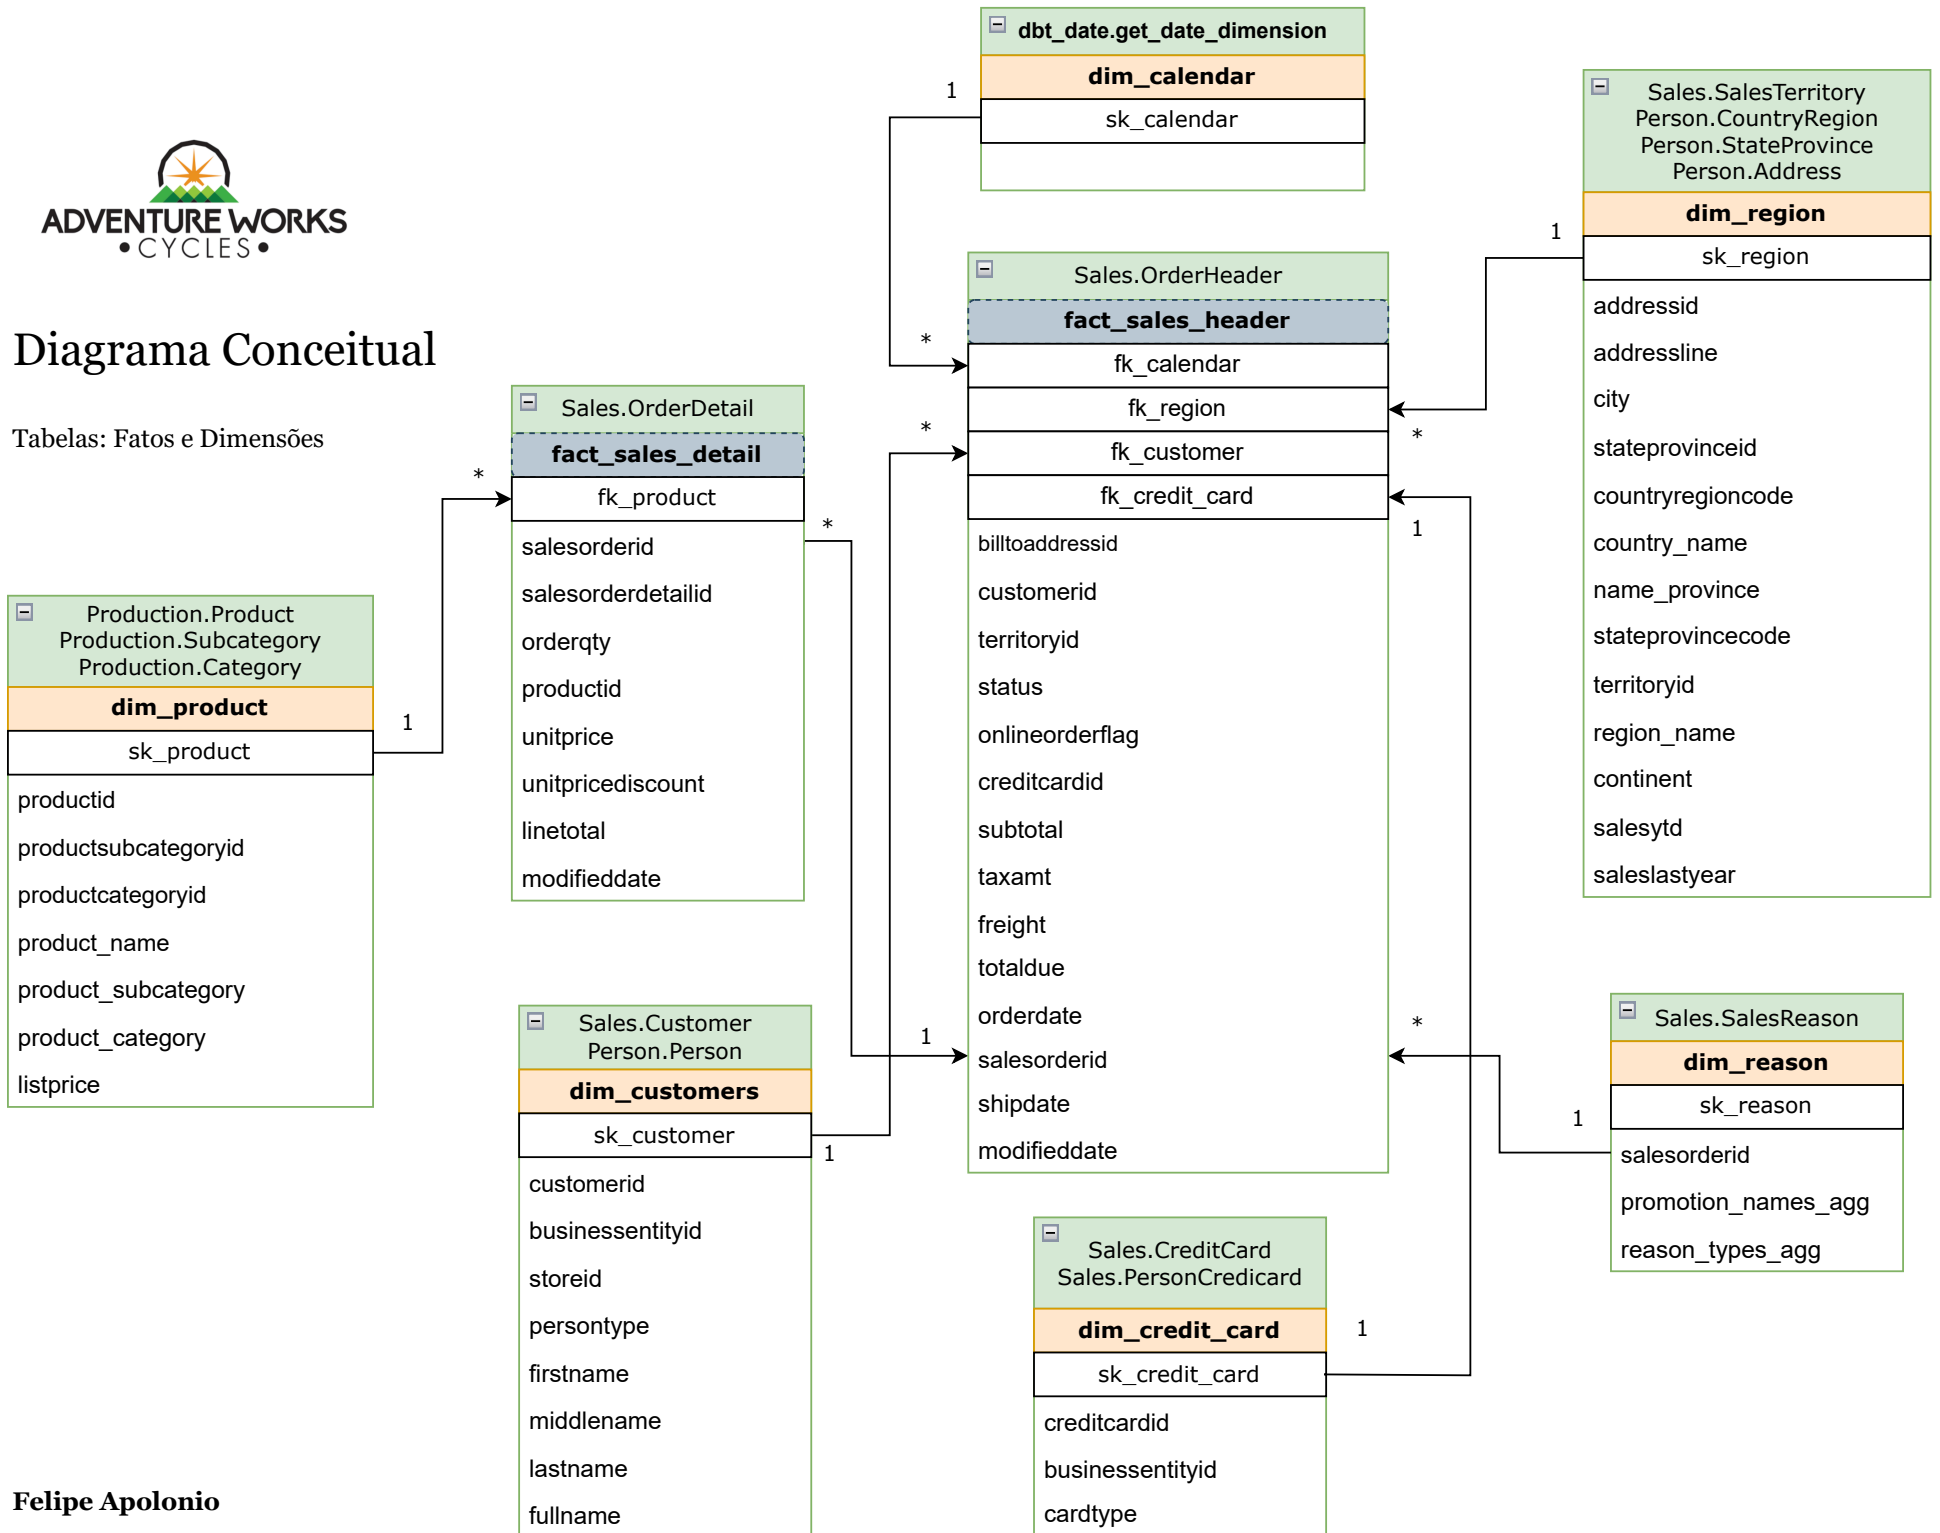 ADVENTURE WORKS
• CYCLES •
Diagrama Conceitual
Tabelas: Fatos e Dimensões
dbt_date.get_date_dimension
dim_calendar
sk_calendar
1
*
Sales.SalesTerritory
Person.CountryRegion
Person.StateProvince
Person.Address
dim_region
sk_region
addressid
addressline
city
stateprovinceid
countryregioncode
country_name
name_province
stateprovincecode
territoryid
region_name
continent
salesytd
saleslastyear
1
*
Sales.OrderHeader
fact_sales_header
fk_calendar
fk_region
fk_customer
fk_credit_card
billtoaddressid
customerid
territoryid
status
onlineorderflag
creditcardid
subtotal
taxamt
freight
totaldue
orderdate
salesorderid
shipdate
modifieddate
*
1
1
*
Sales.OrderDetail
fact_sales_detail
fk_product
salesorderid
salesorderdetailid
orderqty
productid
unitprice
unitpricediscount
linetotal
modifieddate
*
*
Production.Product
Production.Subcategory
Production.Category
dim_product
sk_product
productid
productsubcategoryid
productcategoryid
product_name
product_subcategory
product_category
listprice
1
Sales.Customer
Person.Person
dim_customers
sk_customer
customerid
businessentityid
storeid
persontype
firstname
middlename
lastname
fullname
1
Sales.CreditCard
Sales.PersonCredicard
dim_credit_card
sk_credit_card
creditcardid
businessentityid
cardtype
1
Sales.SalesReason
dim_reason
sk_reason
salesorderid
promotion_names_agg
reason_types_agg
1
Felipe Apolonio